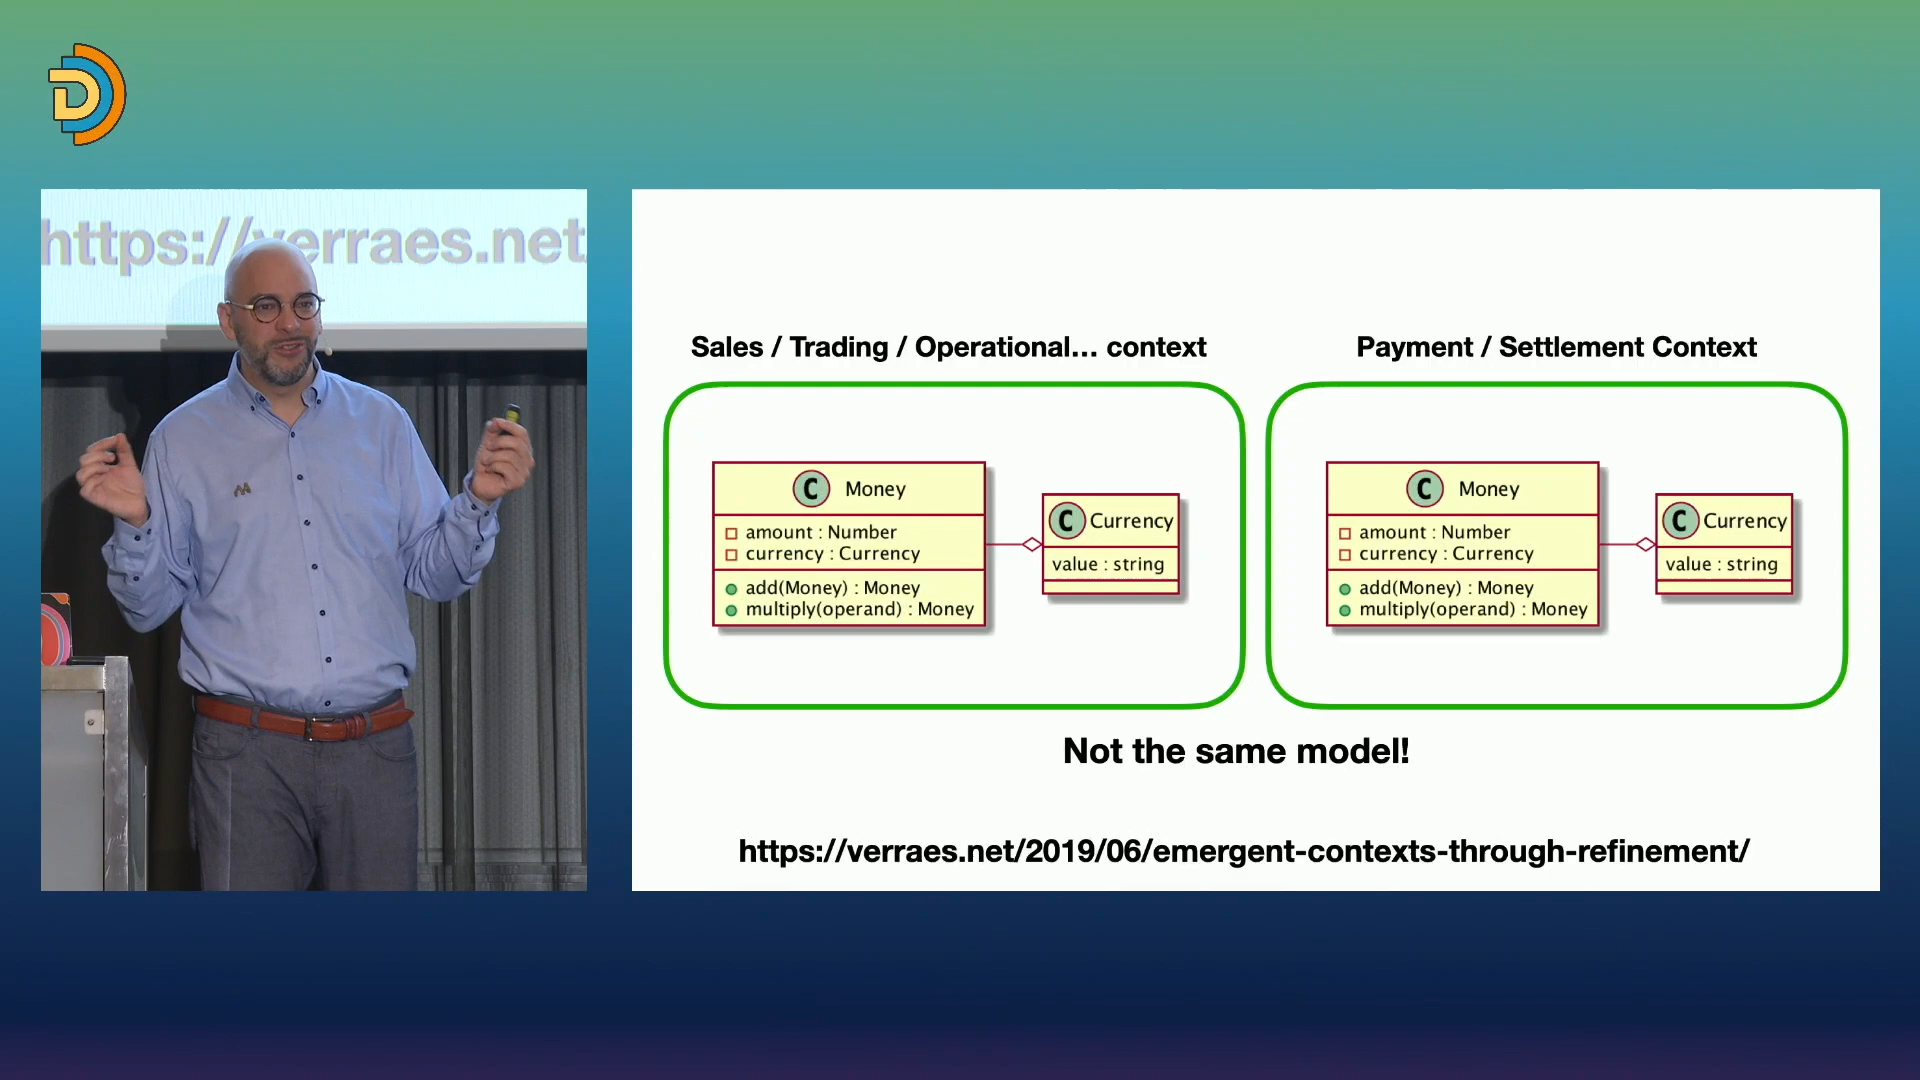 https://verraes.net/
Sales / Trading / Operational... context
Payment / Settlement Context
C Money
amount : Number
currency : Currency
add(Money) : Money
multiply(operand) : Money
C Currency
value : string
C Money
amount : Number
currency : Currency
add(Money) : Money
multiply(operand) : Money
C Currency
value : string
Not the same model!
https://verraes.net/2019/06/emergent-contexts-through-refinement/